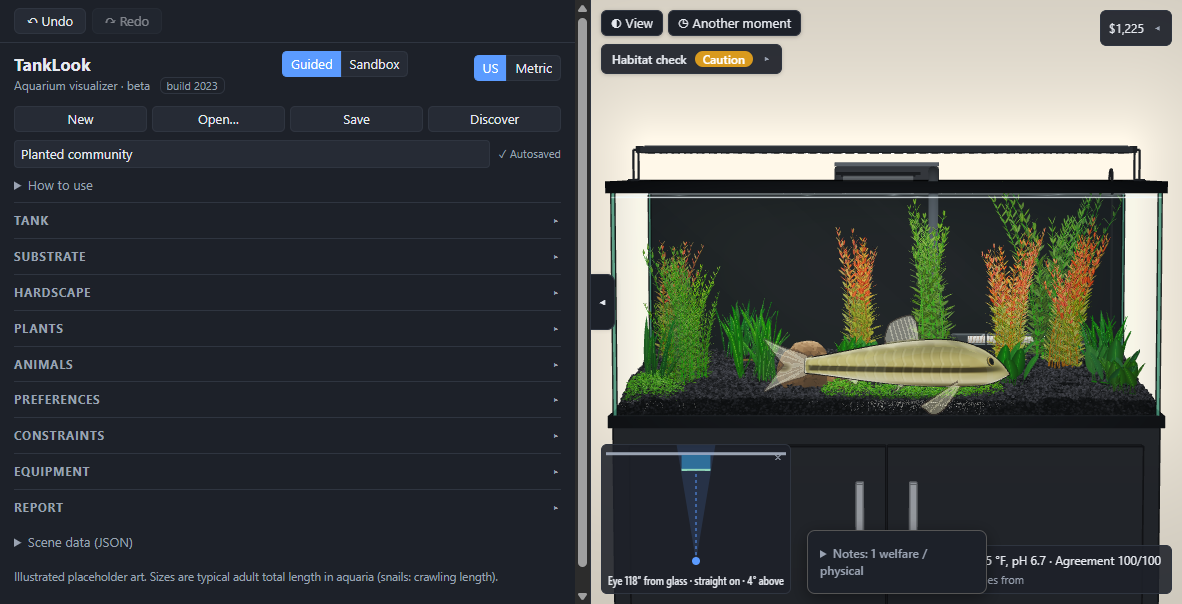 ↶ Undo
↷ Redo
TankLook
Aquarium visualizer · beta
build 2023
Guided
Sandbox
US
Metric
New
Open...
Save
Discover
Planted community
✓ Autosaved
▶ How to use
TANK
SUBSTRATE
HARDSCAPE
PLANTS
ANIMALS
PREFERENCES
CONSTRAINTS
EQUIPMENT
REPORT
▶ Scene data (JSON)
Illustrated placeholder art. Sizes are typical adult total length in aquaria (snails: crawling length).
View
Another moment
$1,225
Habitat check
Caution
Eye 118" from glass · straight on · 4° above
▶ Notes: 1 welfare /
physical
°F, pH 6.7 · Agreement 100/100
from